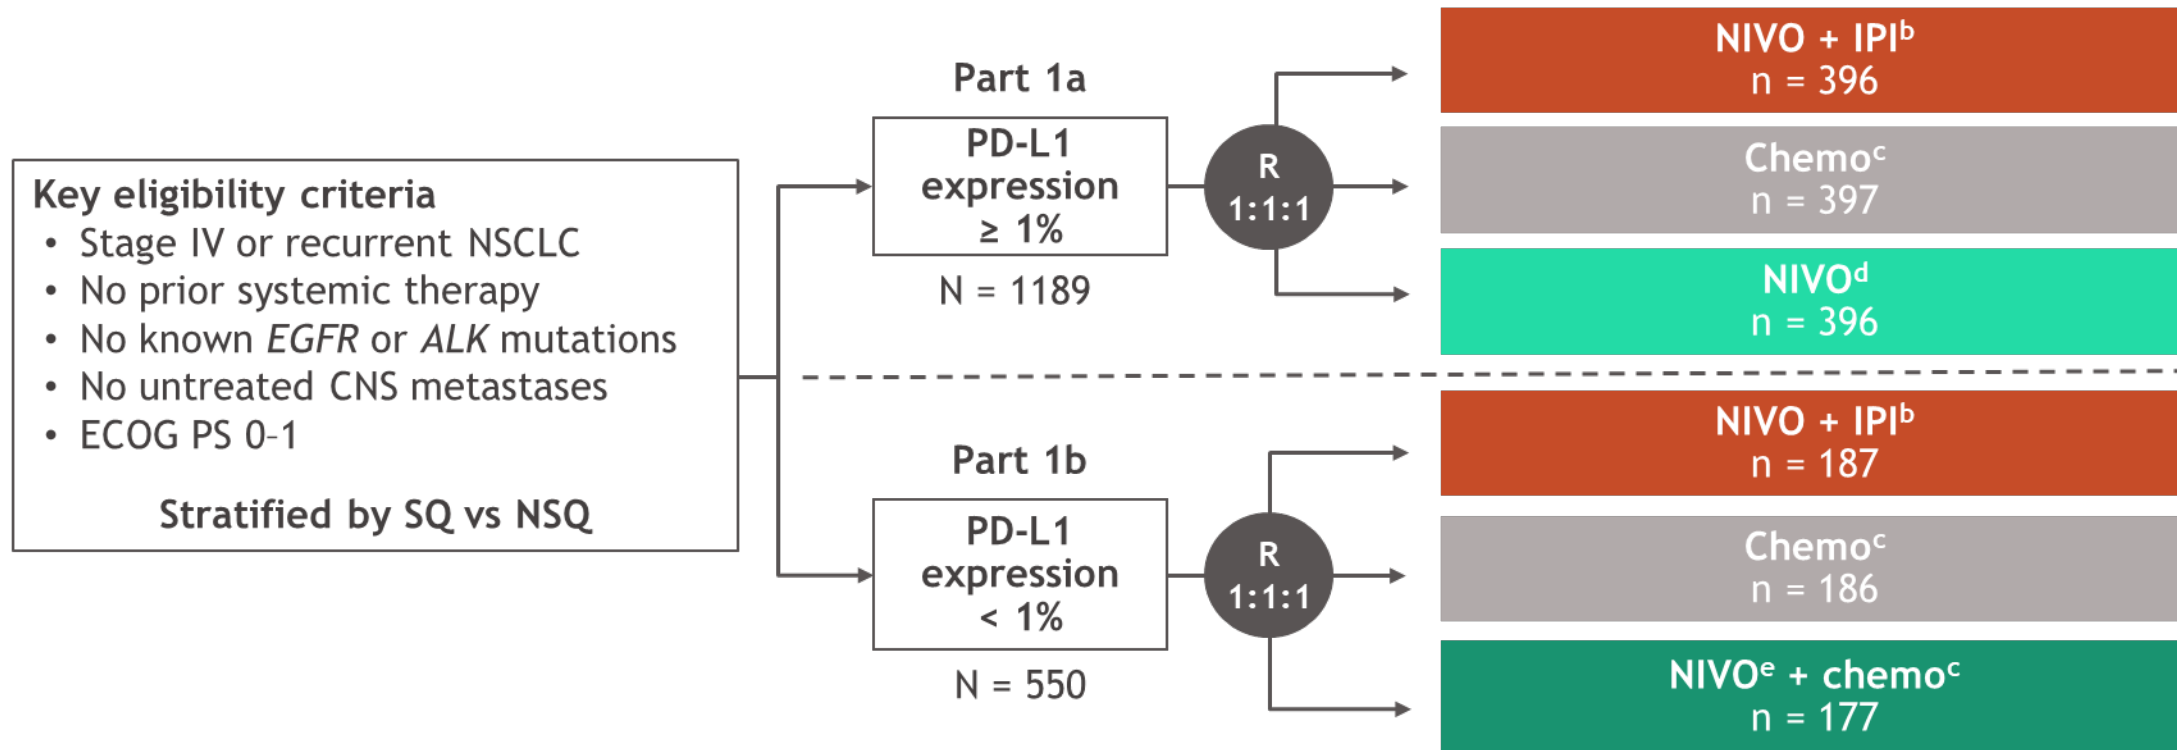 Key eligibility criteria
• Stage IV or recurrent NSCLC
• No prior systemic therapy
• No known EGFR or ALK mutations
• No untreated CNS metastases
• ECOG PS 0–1
Stratified by SQ vs NSQ
Part 1a
PD-L1
expression
≥ 1%
N = 1189
R
1:1:1
NIVO + IPIᵇ
n = 396
Chemoᶜ
n = 397
NIVOᵈ
n = 396
Part 1b
PD-L1
expression
< 1%
N = 550
R
1:1:1
NIVO + IPIᵇ
n = 187
Chemoᶜ
n = 186
NIVOᵉ + chemoᶜ
n = 177